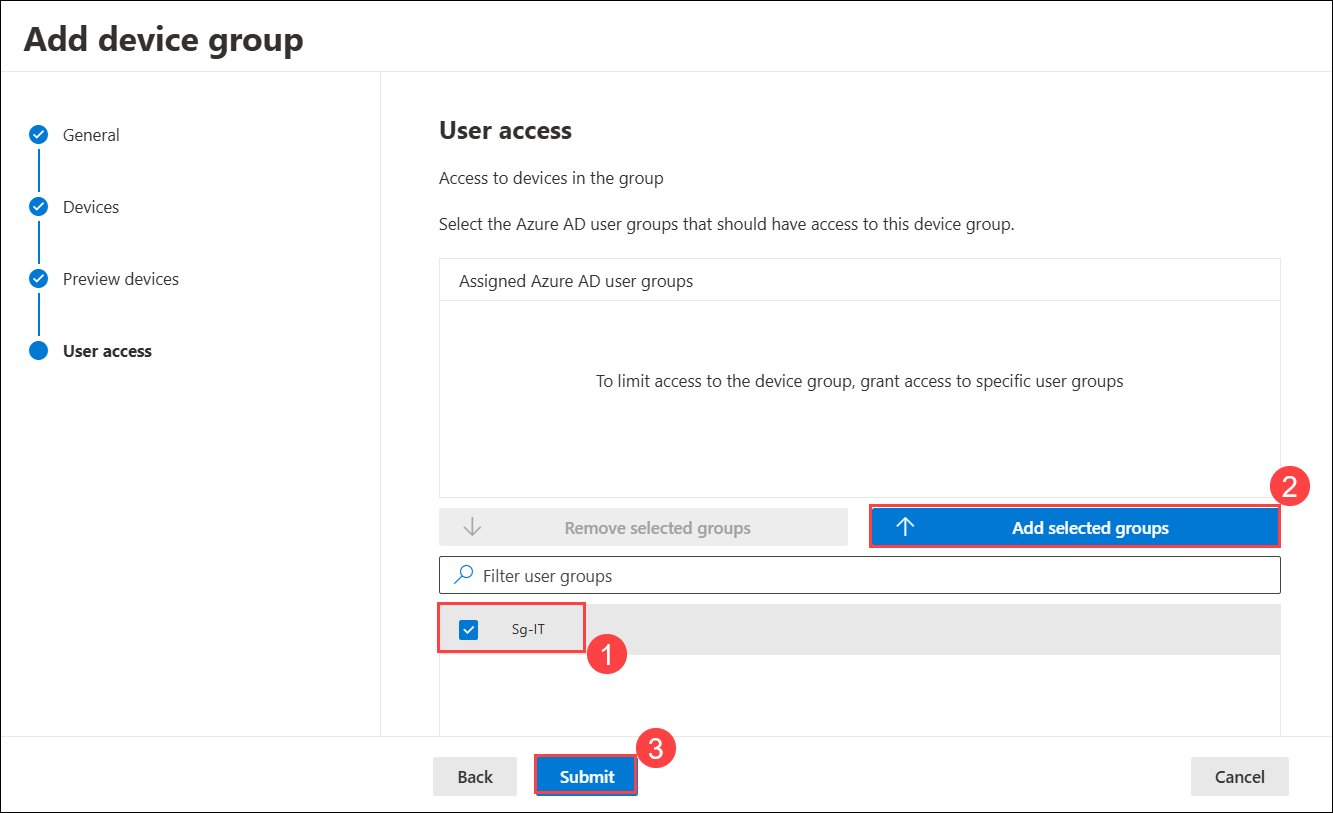 Add device group
General
Devices
Preview devices
User access
User access
Access to devices in the group
Select the Azure AD user groups that should have access to this device group.
Assigned Azure AD user groups
To limit access to the device group, grant access to specific user groups
2
Remove selected groups
Add selected groups
Filter user groups
Sg-IT
1
3
Back
Submit
Cancel